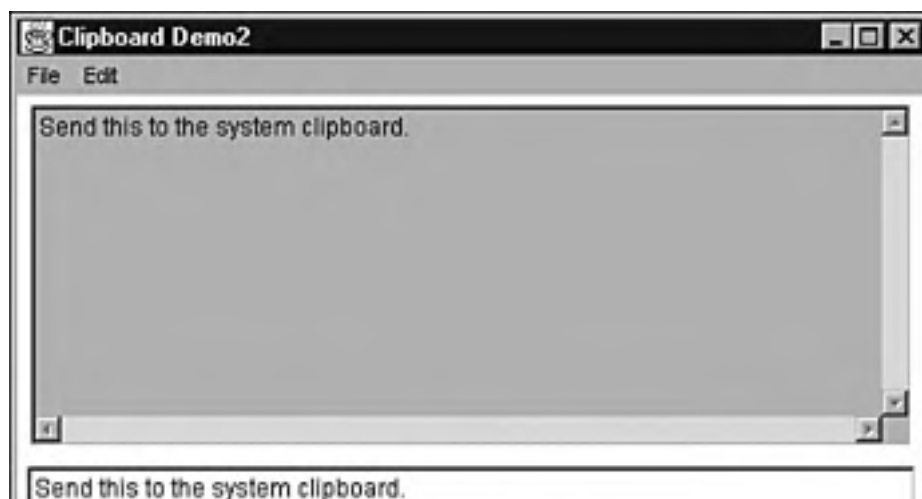 Clipboard Demo2
File Edit
Send this to the system clipboard.
Send this to the system clipboard.